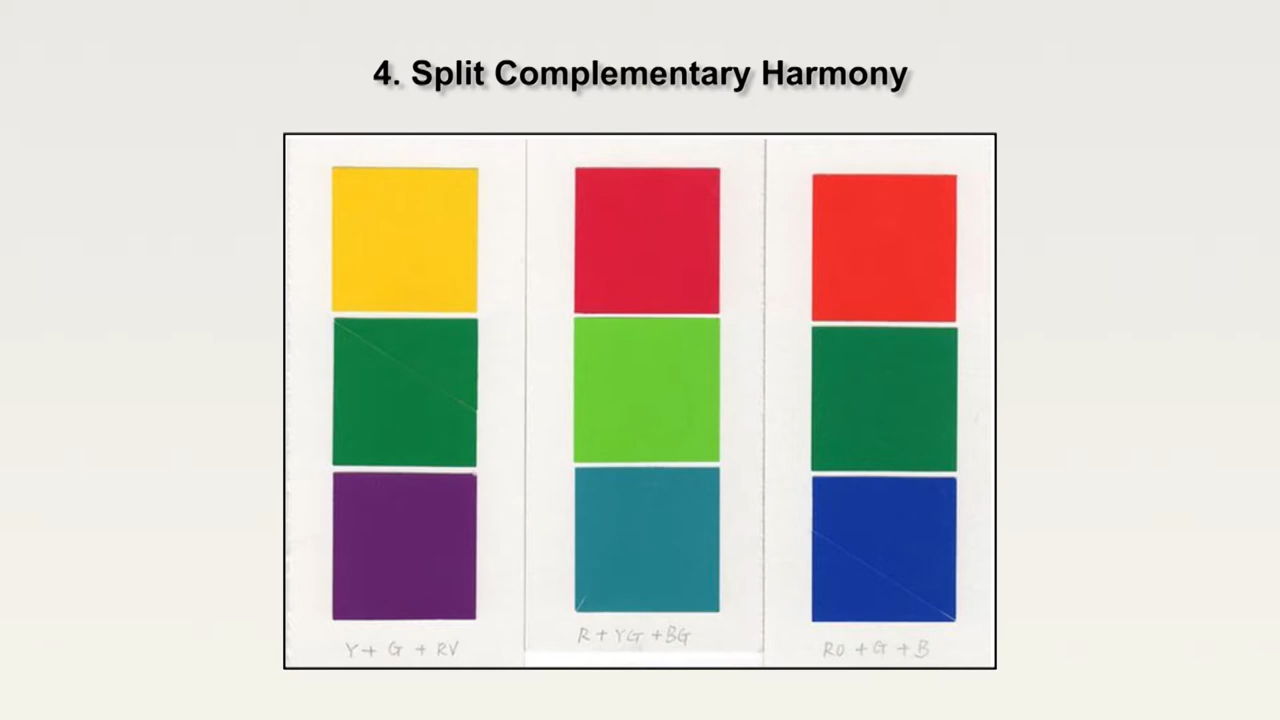 4. Split Complementary Harmony
Y + G + RV
R + YG + BG
RO + G + B